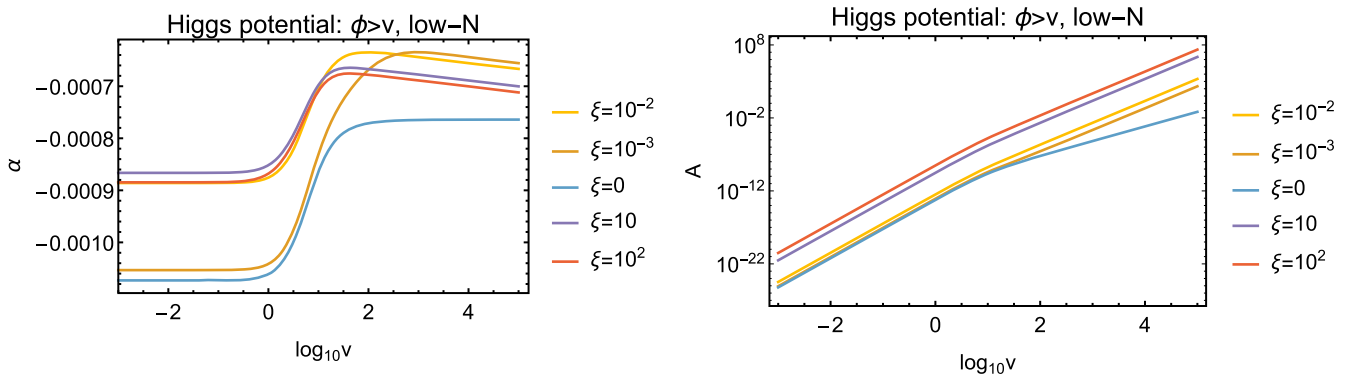 Higgs potential: ϕ>v, low−N
α
−0.0007
−0.0008
−0.0009
−0.0010
−2
0
2
4
log₁₀v
ξ=10⁻²
ξ=10⁻³
ξ=0
ξ=10
ξ=10²
Higgs potential: ϕ>v, low−N
A
10⁸
10⁻²
10⁻¹²
10⁻²²
−2
0
2
4
log₁₀v
ξ=10⁻²
ξ=10⁻³
ξ=0
ξ=10
ξ=10²